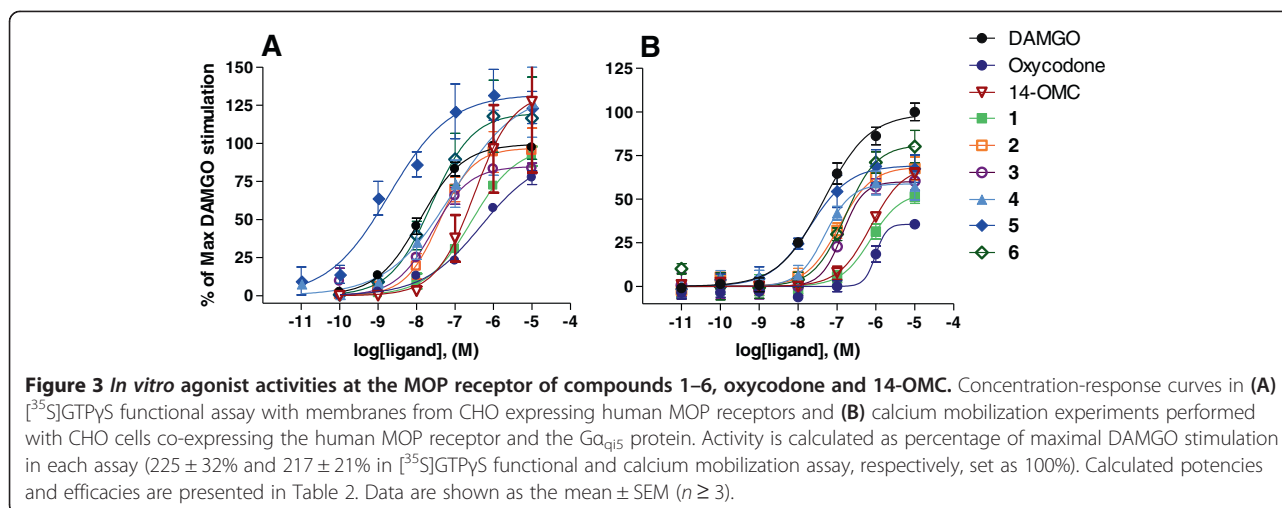 A
B
% of Max DAMGO stimulation
150
125
100
75
50
25
0
-11 -10 -9 -8 -7 -6 -5 -4
log[ligand], (M)
125
100
75
50
25
0
-11 -10 -9 -8 -7 -6 -5 -4
log[ligand], (M)
DAMGO
Oxycodone
14-OMC
1
2
3
4
5
6
Figure 3 In vitro agonist activities at the MOP receptor of compounds 1–6, oxycodone and 14-OMC. Concentration-response curves in (A)
[³⁵S]GTPγS functional assay with membranes from CHO expressing human MOP receptors and (B) calcium mobilization experiments performed
with CHO cells co-expressing the human MOP receptor and the Gα_qi5 protein. Activity is calculated as percentage of maximal DAMGO stimulation
in each assay (225 ± 32% and 217 ± 21% in [³⁵S]GTPγS functional and calcium mobilization assay, respectively, set as 100%). Calculated potencies
and efficacies are presented in Table 2. Data are shown as the mean ± SEM (n ≥ 3).